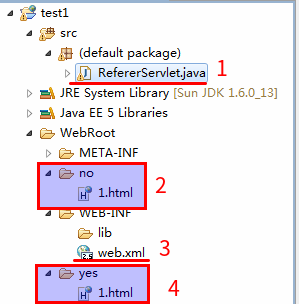 test1
src
(default package)
RefererServlet.java
1
JRE System Library [Sun JDK 1.6.0_13]
Java EE 5 Libraries
WebRoot
META-INF
no
2
1.html
WEB-INF
lib
3
web.xml
yes
4
1.html